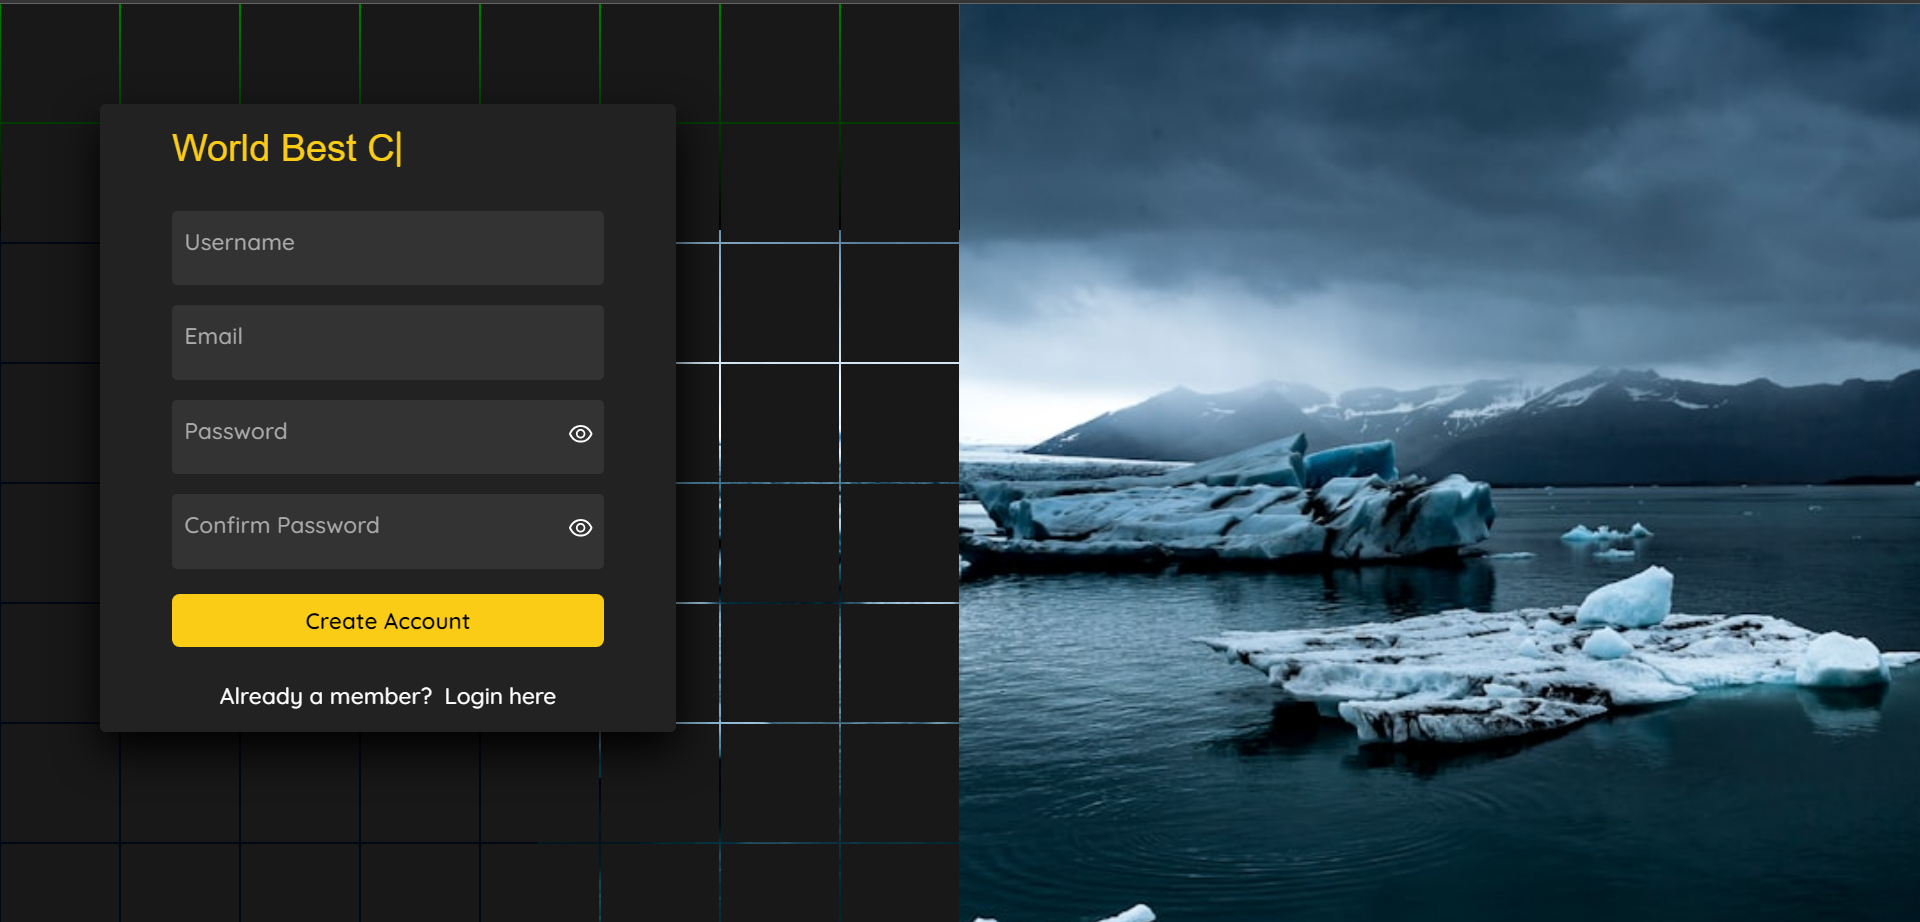 World Best C|
Username
Email
Password
Confirm Password
Create Account
Already a member? Login here